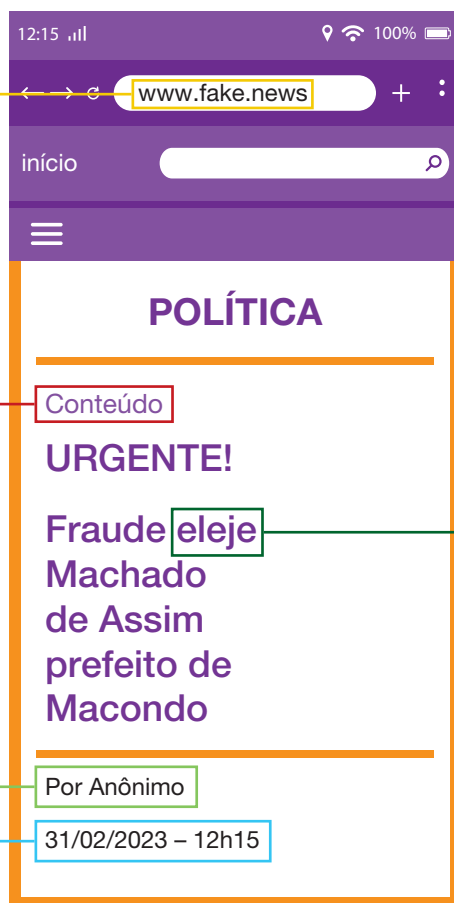 12:15
100%
www.fake.news
início
POLÍTICA
Conteúdo
URGENTE!
Fraude eleje
Machado
de Assim
prefeito de
Macondo
Por Anônimo
31/02/2023 – 12h15